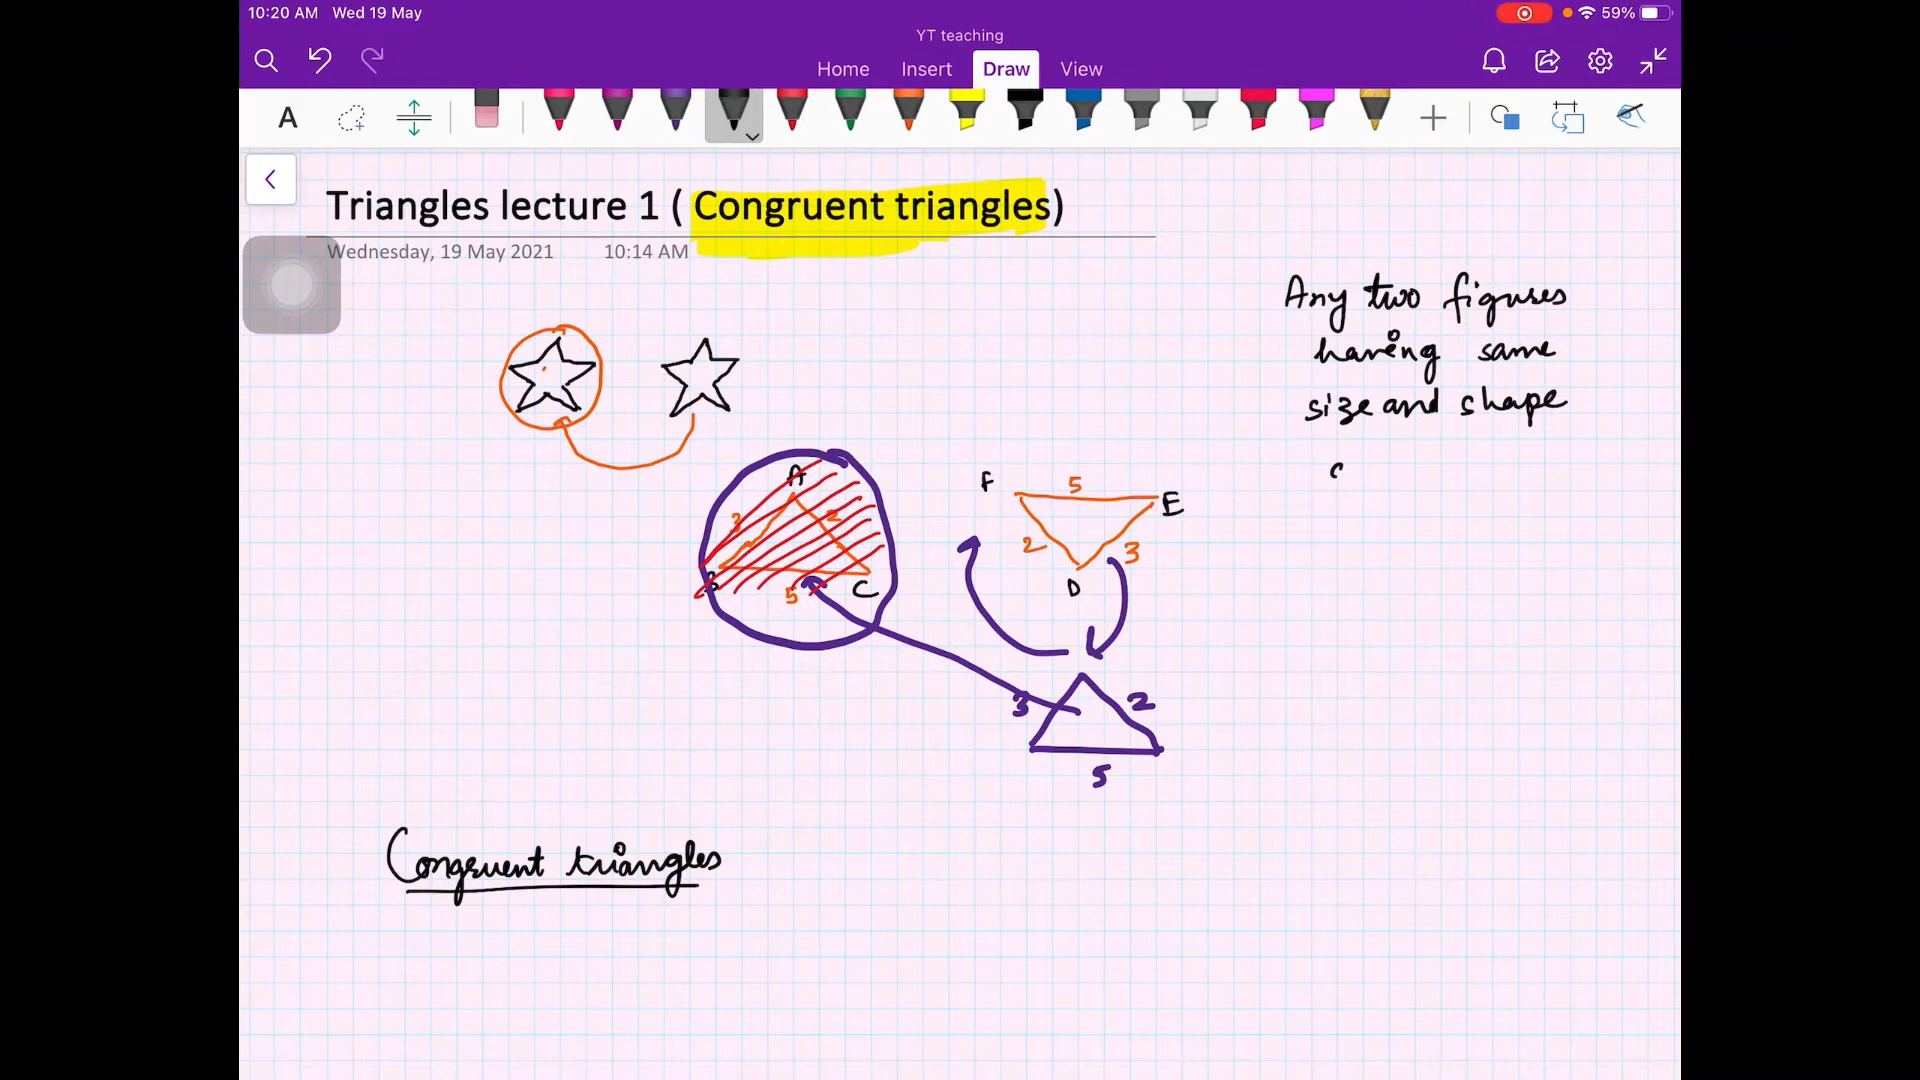 10:20 AM Wed 19 May
59%
YT teaching
Home Insert Draw View
A
Triangles lecture 1 ( Congruent triangles)
Wednesday, 19 May 2021 10:14 AM
Any two figures
having same
size and shape
c
A
3 2
B
5
C
F
5
E
2
3
D
3
2
5
Congruent triangles